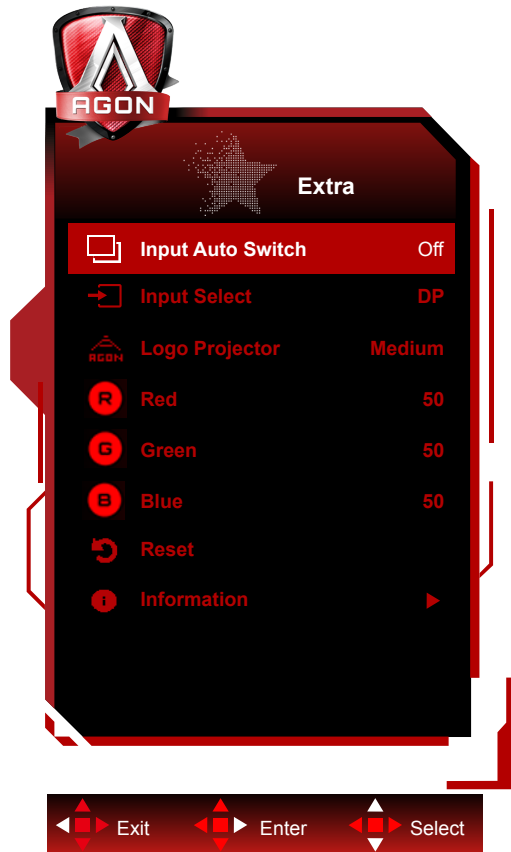 AGON
Extra
Input Auto Switch Off
Input Select DP
AGON Logo Projector Medium
R Red 50
G Green 50
B Blue 50
Reset
i Information
Exit Enter Select